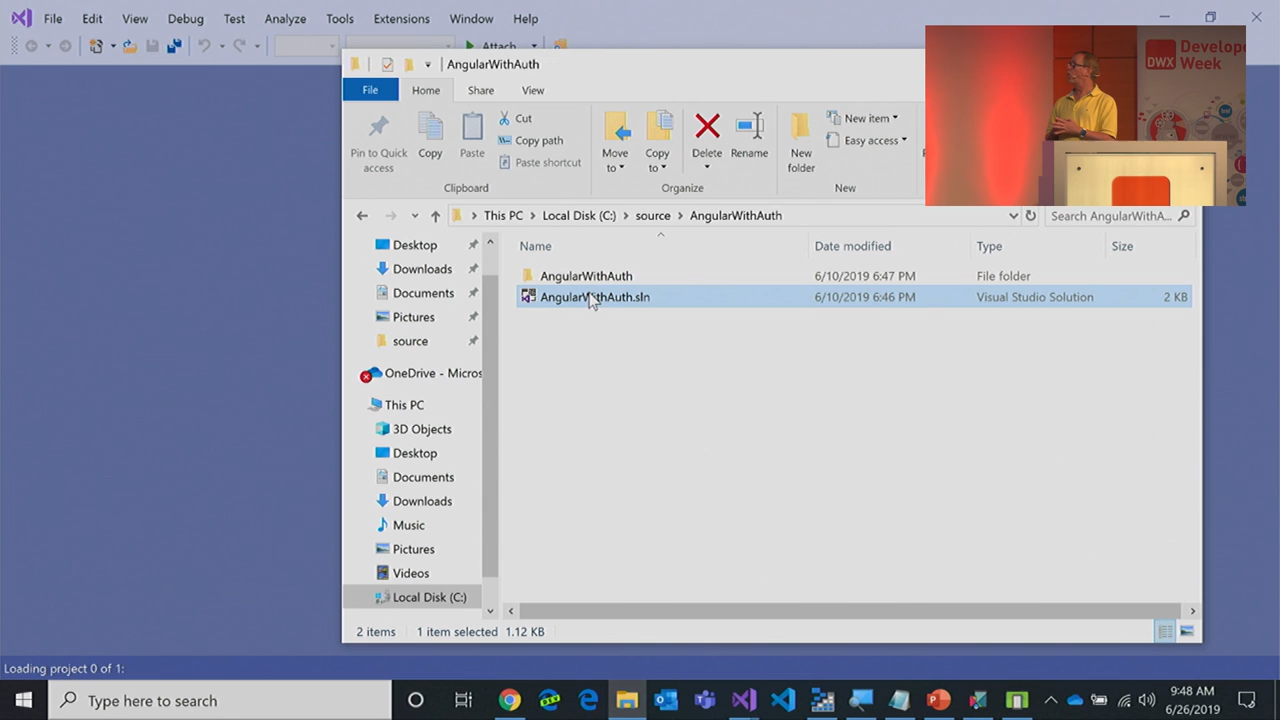 File Edit View Debug Test Analyze Tools Extensions Window Help
Attach
AngularWithAuth
File Home Share View
Pin to Quick access
Copy
Paste
Cut
Copy path
Paste shortcut
Clipboard
Move to
Copy to
Delete
Rename
Organize
New folder
New item
Easy access
New
DWX Develope
Week
This PC Local Disk (C:) source AngularWithAuth
Search AngularWithA...
Name Date modified Type Size
AngularWithAuth 6/10/2019 6:47 PM File folder
AngularWithAuth.sln 6/10/2019 6:46 PM Visual Studio Solution 2 KB
Desktop
Downloads
Documents
Pictures
source
OneDrive - Micros
This PC
3D Objects
Desktop
Documents
Downloads
Music
Pictures
Videos
Local Disk (C:)
2 items 1 item selected 1.12 KB
Loading project 0 of 1:
Type here to search
9:48 AM
6/26/2019